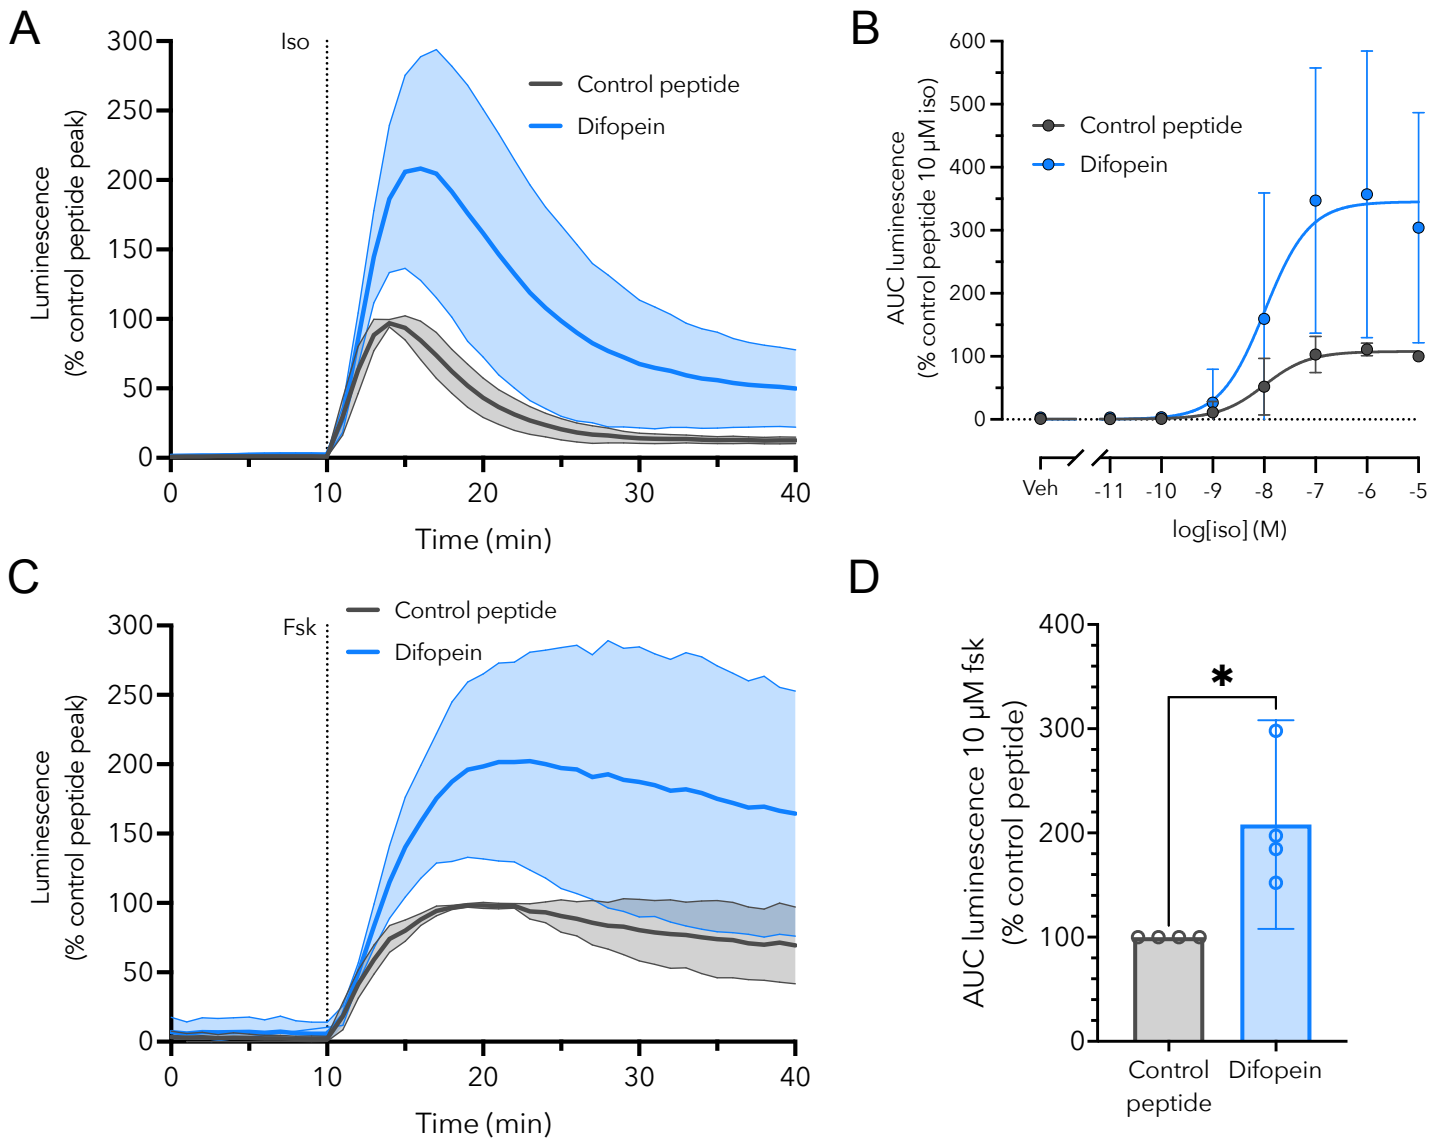 A
Luminescence
(% control peptide peak)
300
250
200
150
100
50
0
Iso
Control peptide
Difopein
0
10
20
30
40
Time (min)
B
AUC luminescence
(% control peptide 10 µM iso)
600
500
400
300
200
100
0
Control peptide
Difopein
Veh
-11
-10
-9
-8
-7
-6
-5
log[iso] (M)
C
Luminescence
(% control peptide peak)
300
250
200
150
100
50
0
Fsk
Control peptide
Difopein
0
10
20
30
40
Time (min)
D
AUC luminescence 10 µM fsk
(% control peptide)
400
300
200
100
0
*
Control
peptide
Difopein